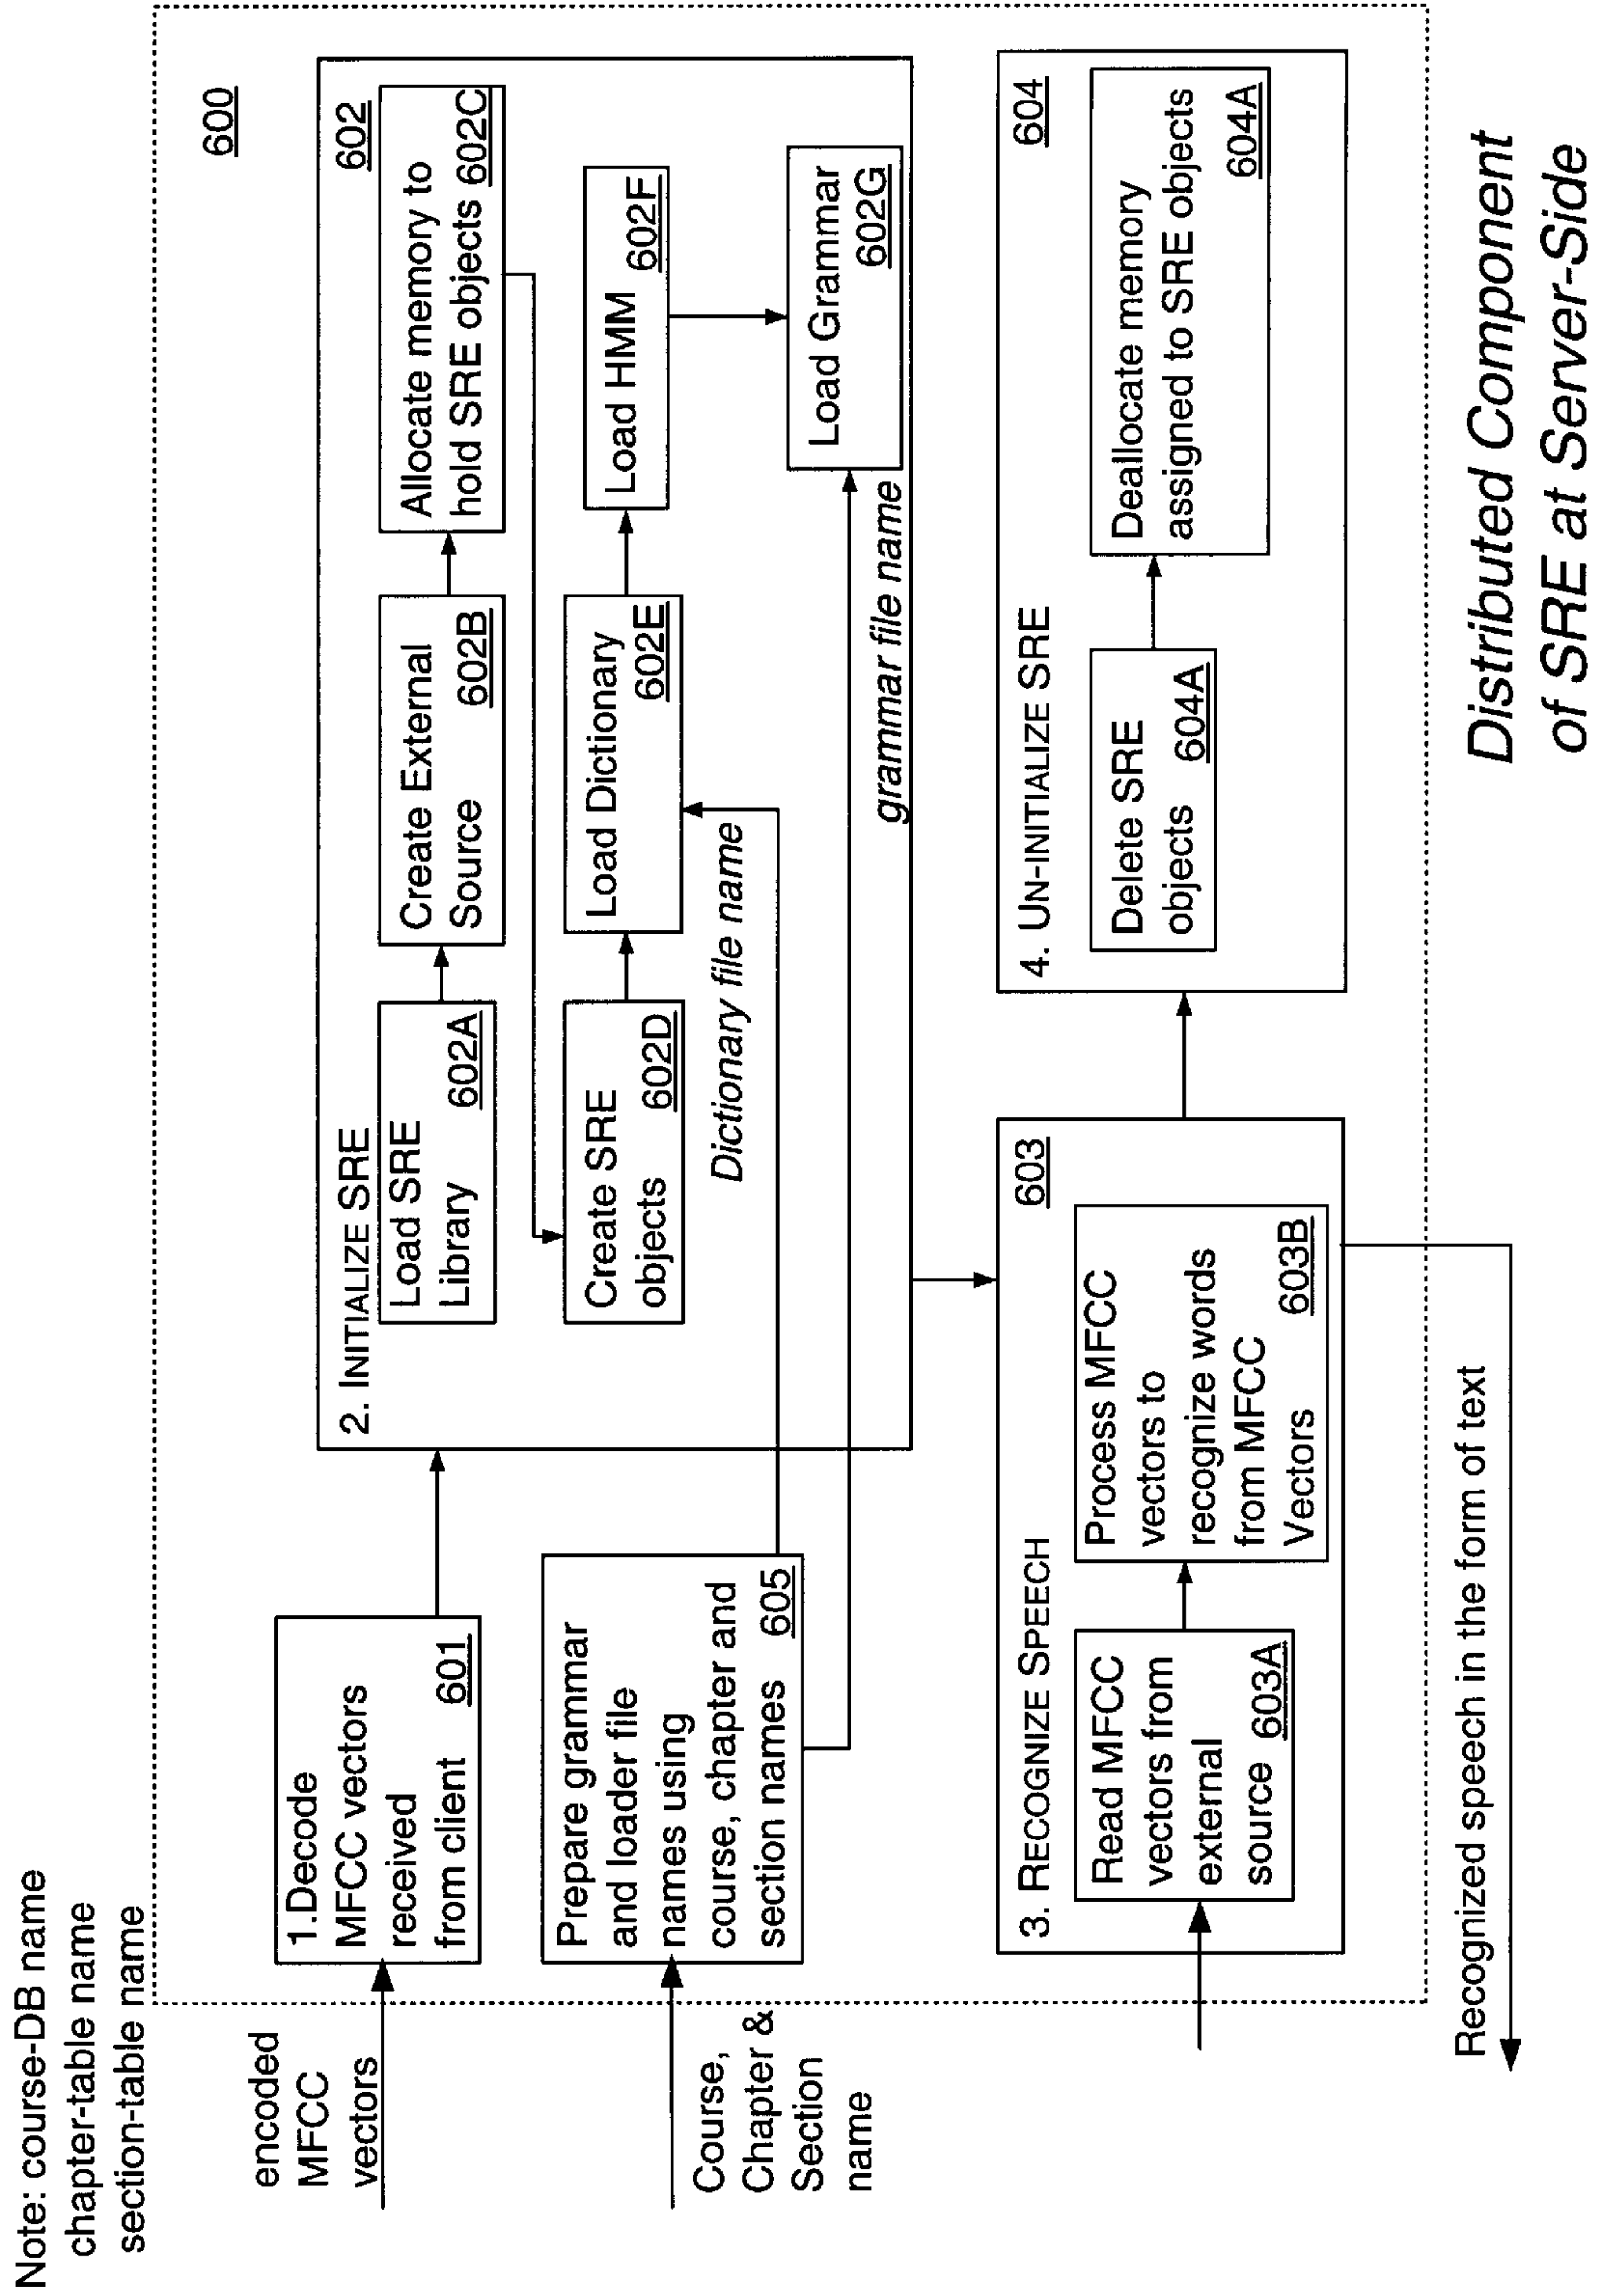 Note: course-DB name
chapter-table name
section-table name
600
encoded
MFCC
vectors
1.Decode
MFCC vectors
received
from client 601
2. INITIALIZE SRE
602
Load SRE
Library 602A
Create External
Source 602B
Allocate memory to
hold SRE objects 602C
Create SRE
objects 602D
Load Dictionary
602E
Load HMM 602F
Dictionary file name
Load Grammar
602G
grammar file name
Course,
Chapter &
Section
name
Prepare grammar
and loader file
names using
course, chapter and
section names 605
3. RECOGNIZE SPEECH
603
Read MFCC
vectors from
external
source 603A
Process MFCC
vectors to
recognize words
from MFCC
Vectors 603B
4. UN-INITIALIZE SRE
604
Delete SRE
objects 604A
Deallocate memory
assigned to SRE objects
604A
Recognized speech in the form of text
Distributed Component
of SRE at Server-Side